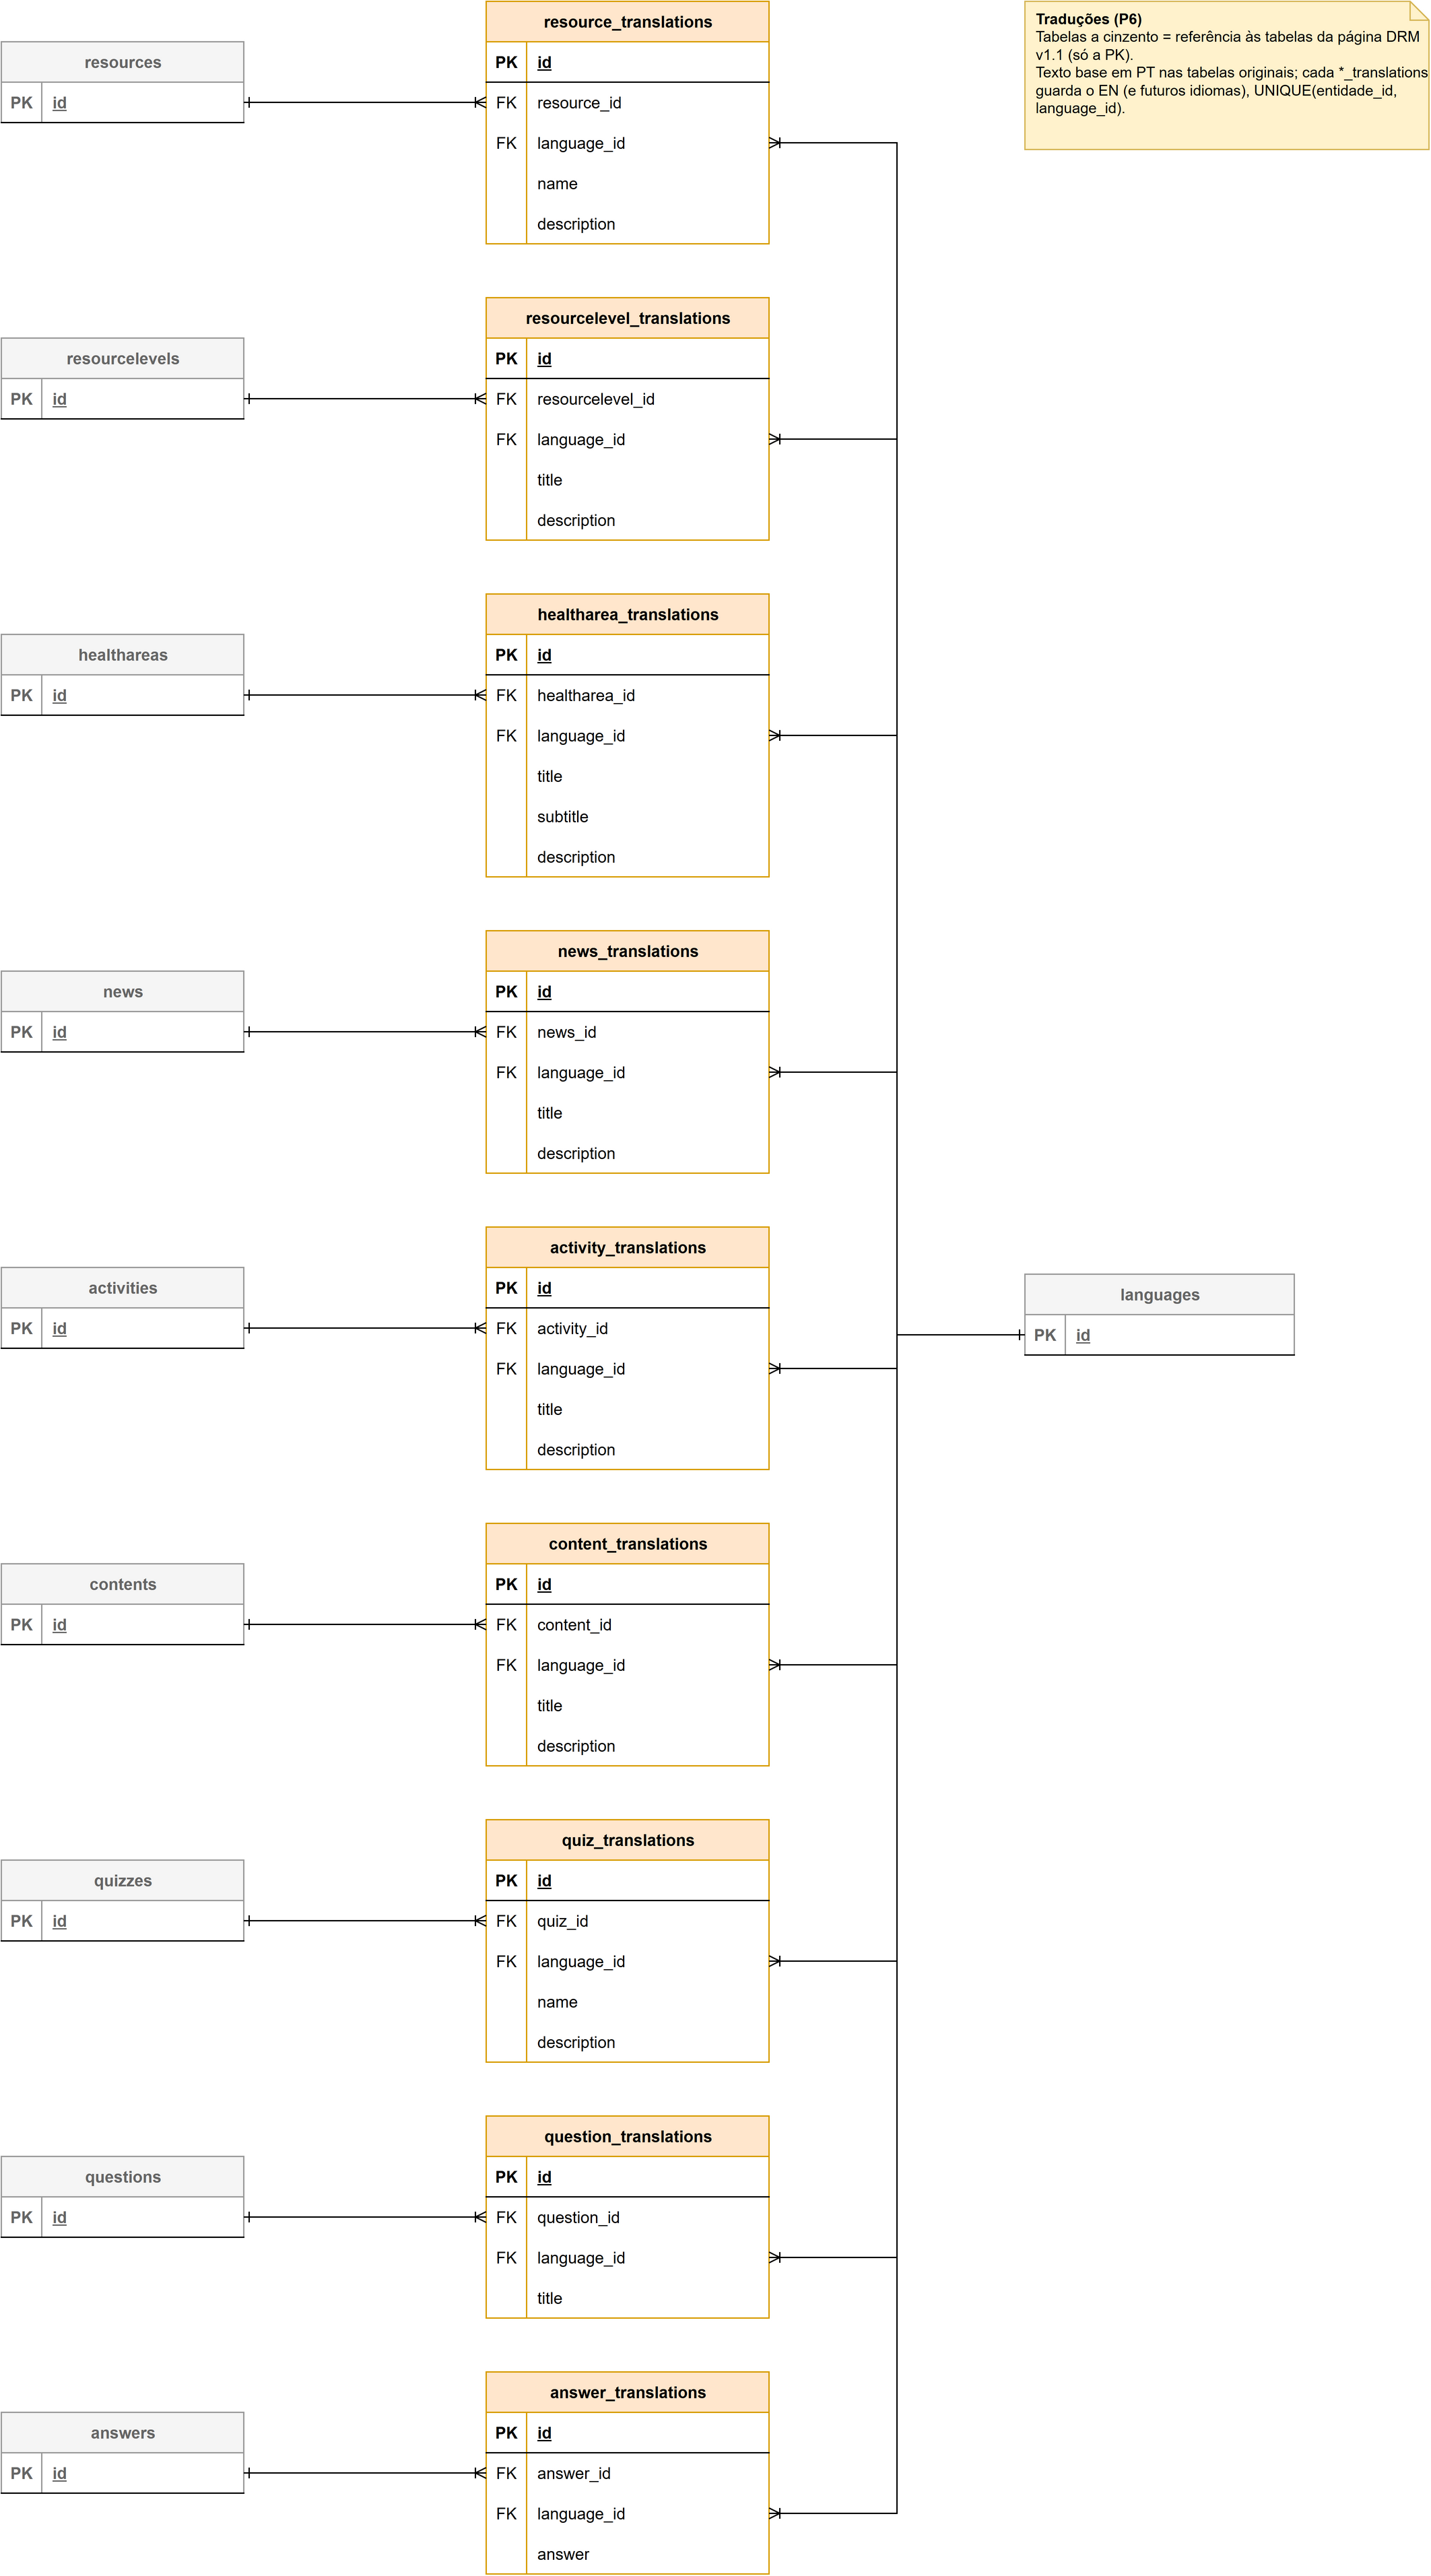 resource_translations
PK id
FK resource_id
FK language_id
name
description
resources
PK id
Traduções (P6)
Tabelas a cinzento = referência às tabelas da página DRM
v1.1 (só a PK).
Texto base em PT nas tabelas originais; cada *_translations
guarda o EN (e futuros idiomas), UNIQUE(entidade_id,
language_id).
resourcelevel_translations
PK id
FK resourcelevel_id
FK language_id
title
description
resourcelevels
PK id
healtharea_translations
PK id
FK healtharea_id
FK language_id
title
subtitle
description
healthareas
PK id
news_translations
PK id
FK news_id
FK language_id
title
description
news
PK id
activity_translations
PK id
FK activity_id
FK language_id
title
description
activities
PK id
languages
PK id
content_translations
PK id
FK content_id
FK language_id
title
description
contents
PK id
quiz_translations
PK id
FK quiz_id
FK language_id
name
description
quizzes
PK id
question_translations
PK id
FK question_id
FK language_id
title
questions
PK id
answer_translations
PK id
FK answer_id
FK language_id
answer
answers
PK id